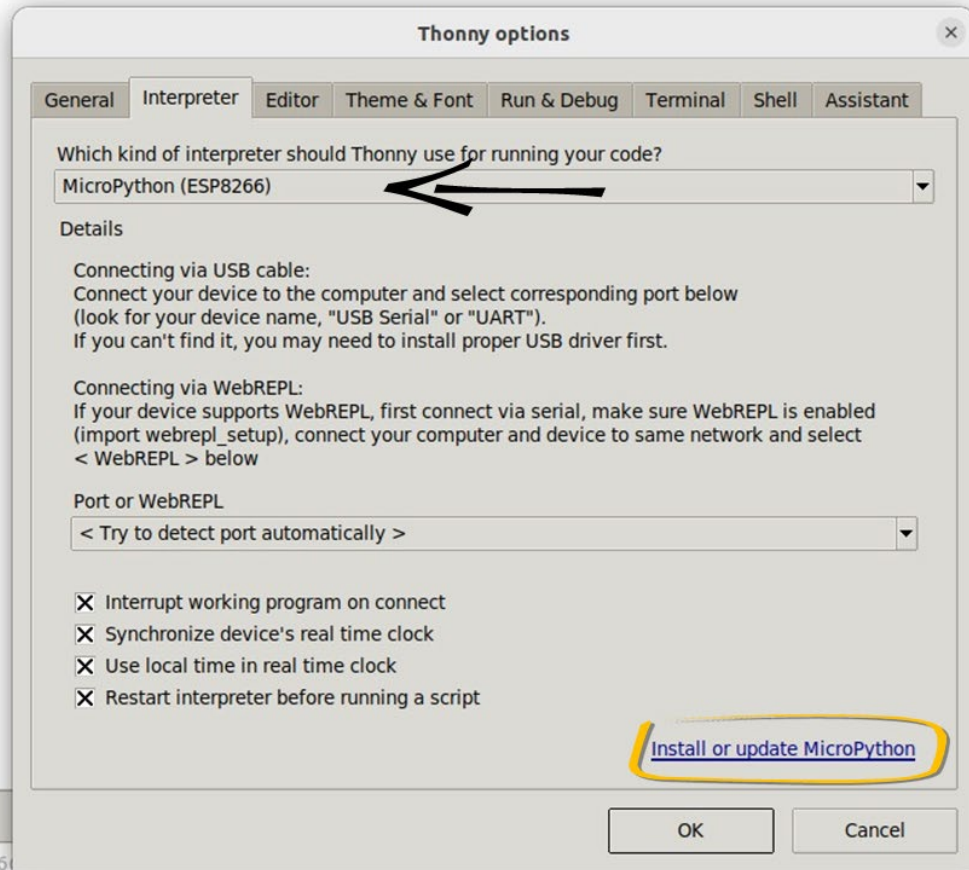 Thonny options
General Interpreter Editor Theme & Font Run & Debug Terminal Shell Assistant
Which kind of interpreter should Thonny use for running your code?
MicroPython (ESP8266)
Details
Connecting via USB cable:
Connect your device to the computer and select corresponding port below
(look for your device name, "USB Serial" or "UART").
If you can't find it, you may need to install proper USB driver first.
Connecting via WebREPL:
If your device supports WebREPL, first connect via serial, make sure WebREPL is enabled
(import webrepl_setup), connect your computer and device to same network and select
< WebREPL > below
Port or WebREPL
< Try to detect port automatically >
Interrupt working program on connect
Synchronize device's real time clock
Use local time in real time clock
Restart interpreter before running a script
Install or update MicroPython
OK Cancel